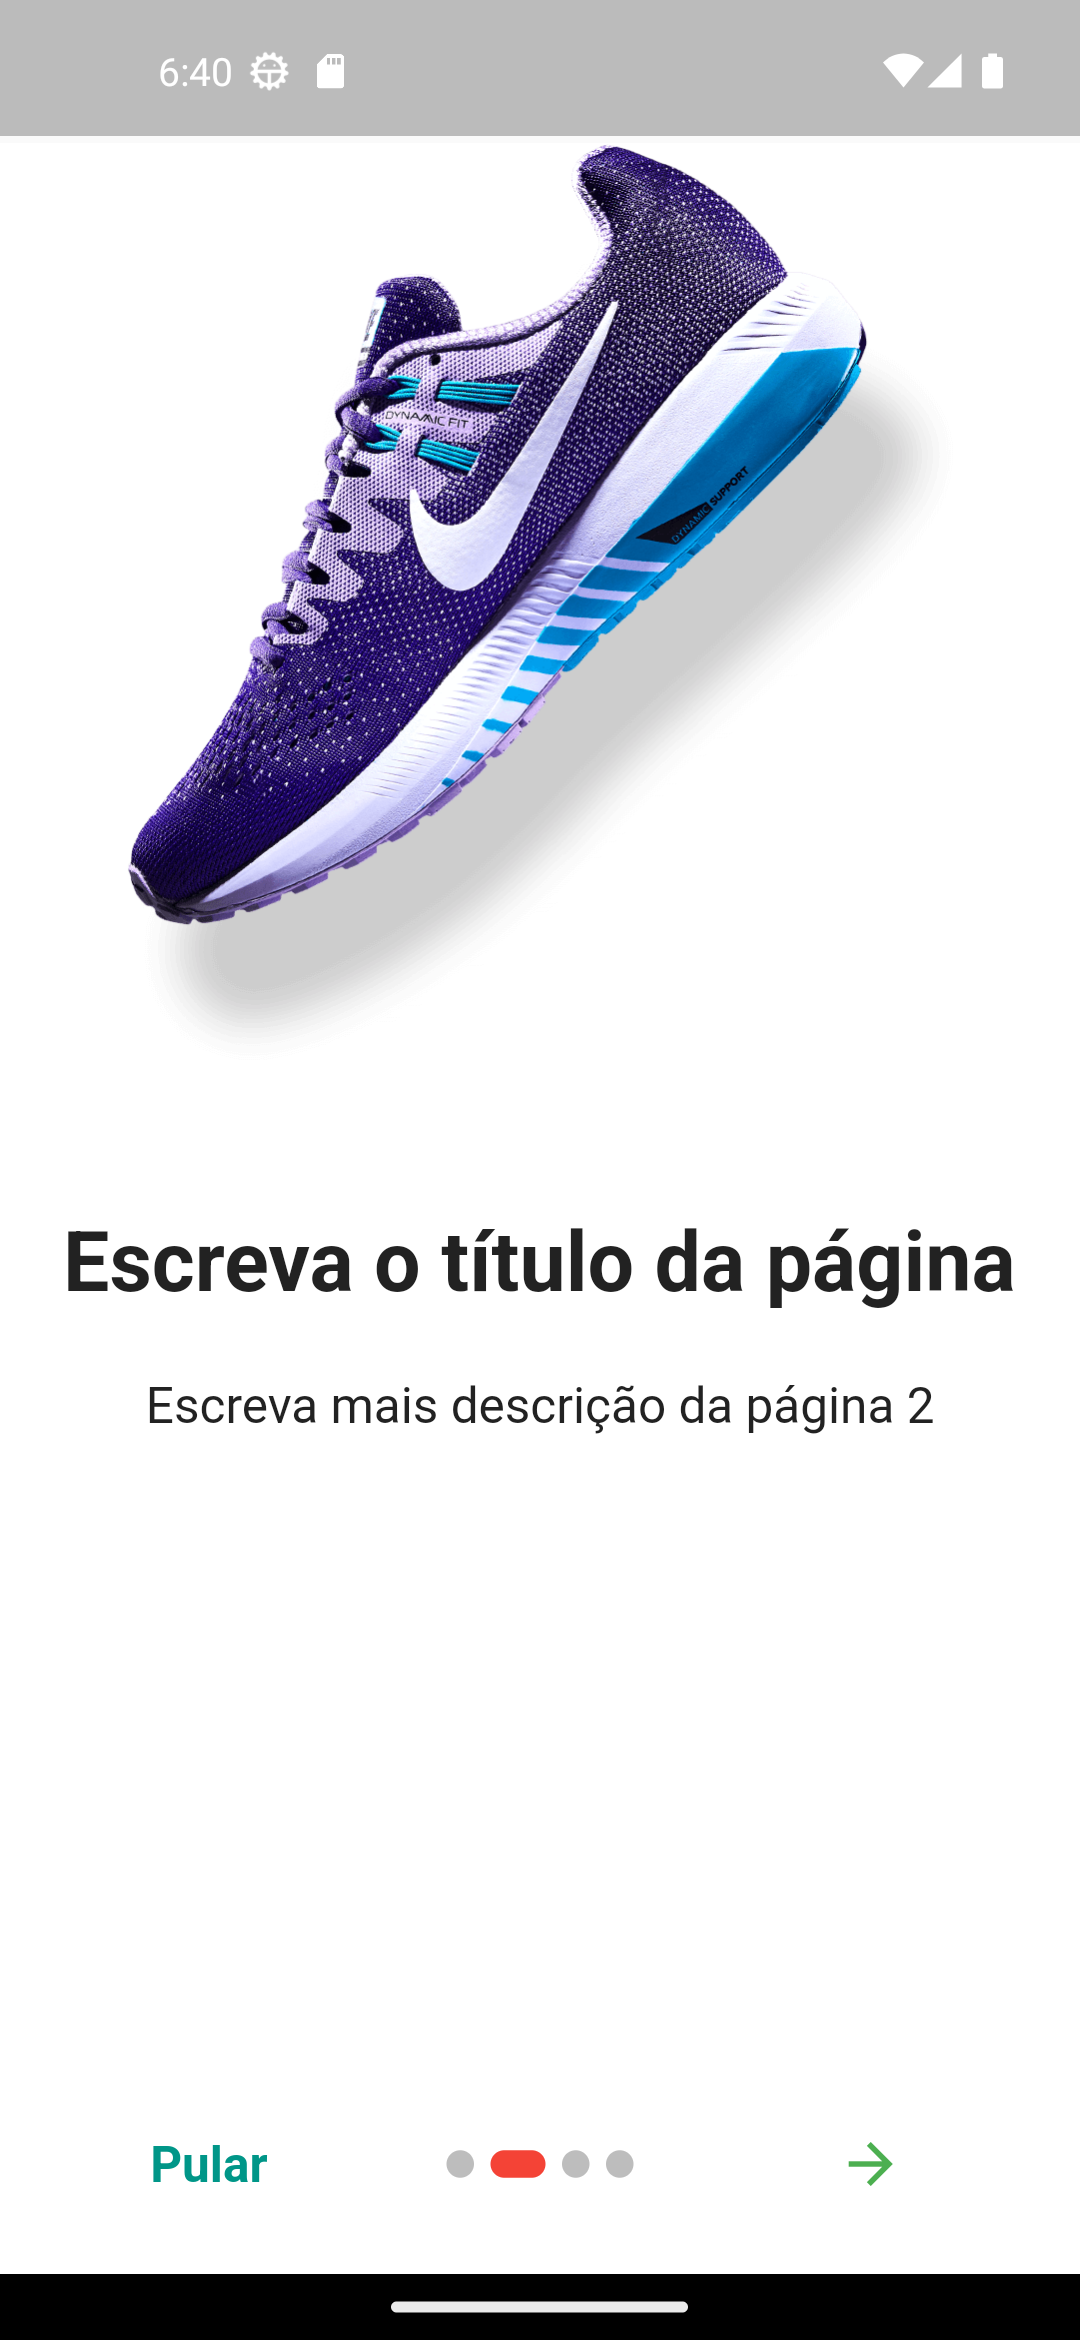 6:40
DYNAMIC FIT
DYNAMIC SUPPORT
Escreva o título da página
Escreva mais descrição da página 2
Pular